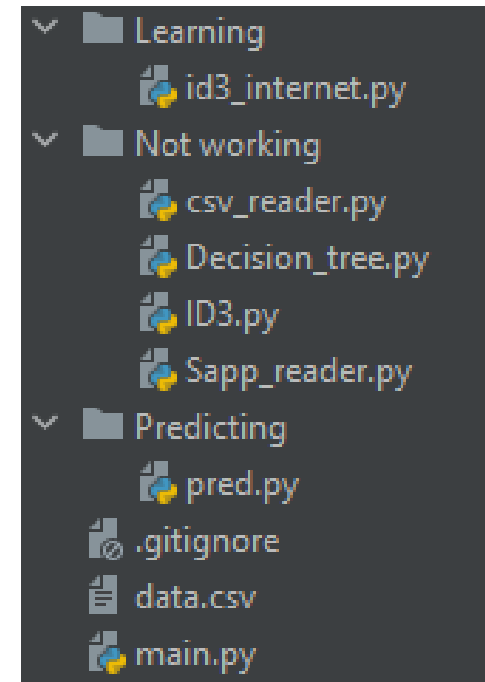 Learning
id3_internet.py
Not working
csv_reader.py
Decision_tree.py
ID3.py
Sapp_reader.py
Predicting
pred.py
.gitignore
data.csv
main.py